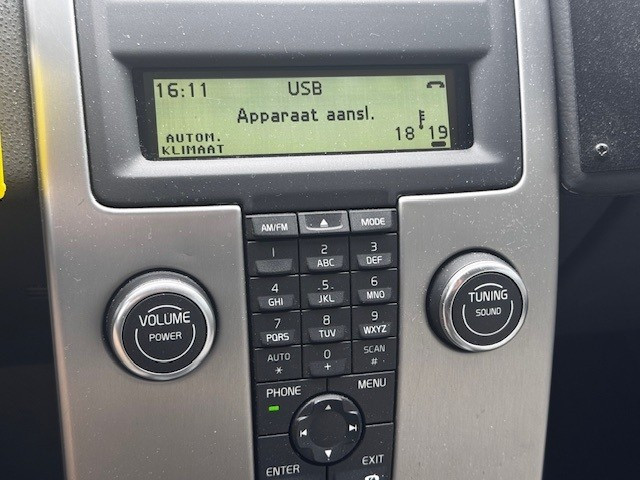 16:11 USB
Apparaat aansl.
AUTOM. 18° 19
KLIMAAT
AM/FM MODE
1 2 ABC 3 DEF
4 GHI 5 JKL 6 MNO
7 PQRS 8 TUV 9 WXYZ
AUTO * 0 + SCAN #
VOLUME
POWER
TUNING
SOUND
PHONE MENU
ENTER EXIT